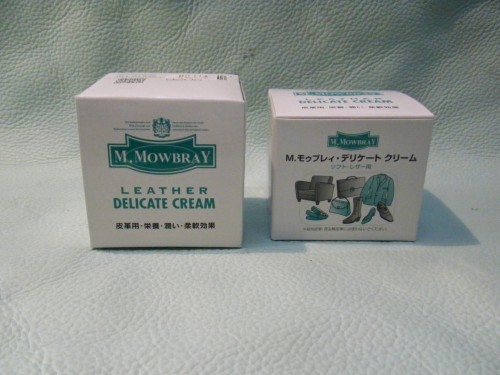 M. MOWBRAY
LEATHER
DELICATE CREAM
皮革用・栄養・潤い・柔軟効果
LEATHER
DELICATE CREAM
皮革用・栄養・潤い・柔軟効果
M. MOWBRAY
M.モゥブレィ・デリケート クリーム
ソフトレザー用